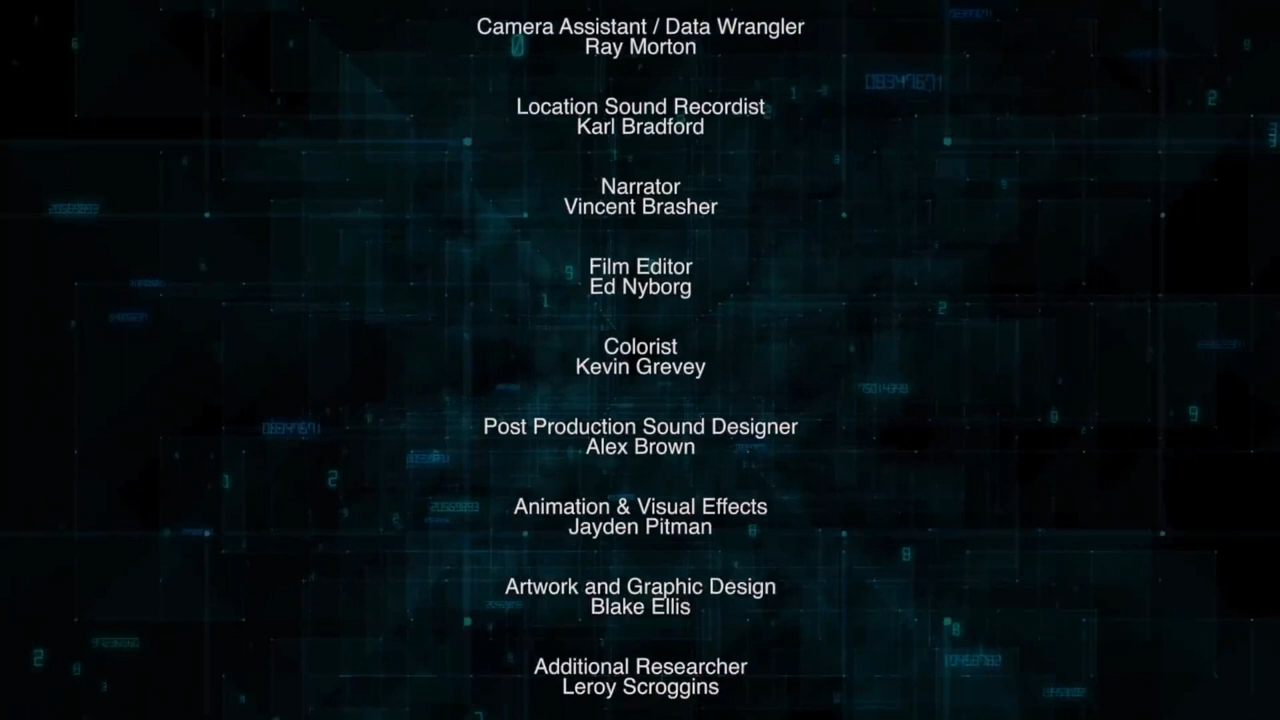 Camera Assistant / Data Wrangler
Ray Morton
Location Sound Recordist
Karl Bradford
Narrator
Vincent Brasher
Film Editor
Ed Nyborg
Colorist
Kevin Grevey
Post Production Sound Designer
Alex Brown
Animation & Visual Effects
Jayden Pitman
Artwork and Graphic Design
Blake Ellis
Additional Researcher
Leroy Scroggins